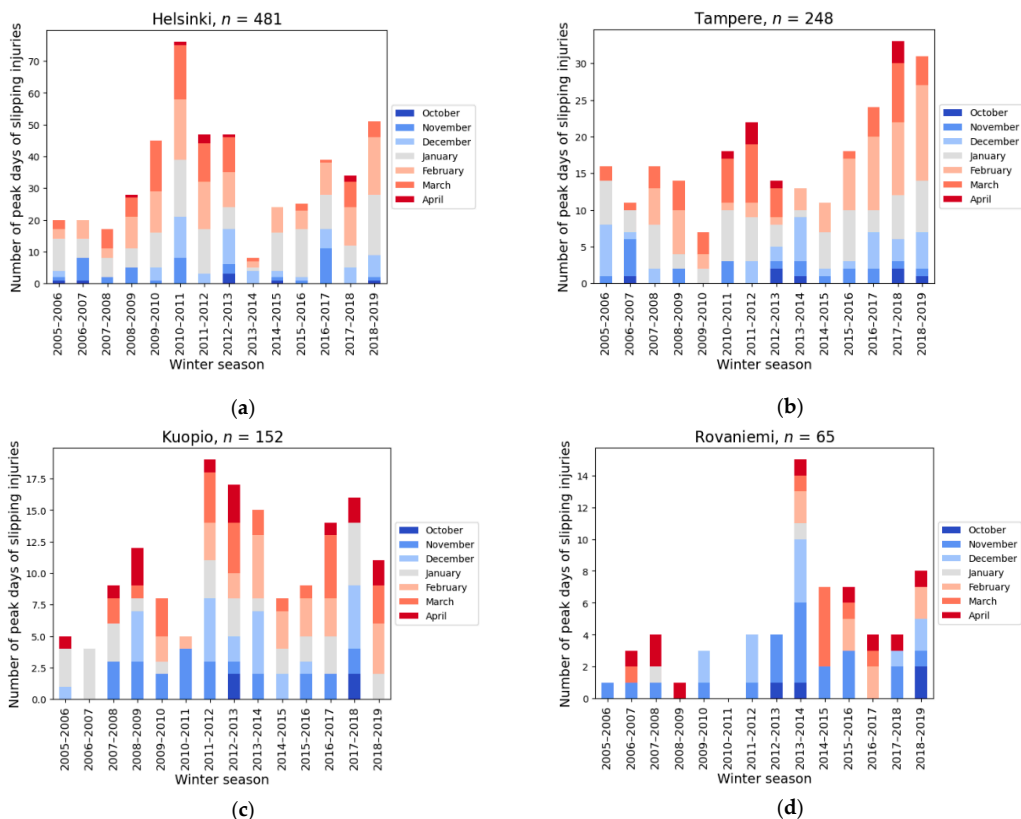 Helsinki, n = 481
Number of peak days of slipping injuries
70
60
50
40
30
20
10
0
October
November
December
January
February
March
April
2005–2006
2006–2007
2007–2008
2008–2009
2009–2010
2010–2011
2011–2012
2012–2013
2013–2014
2014–2015
2015–2016
2016–2017
2017–2018
2018–2019
Winter season
(a)
Tampere, n = 248
Number of peak days of slipping injuries
30
25
20
15
10
5
0
October
November
December
January
February
March
April
2005–2006
2006–2007
2007–2008
2008–2009
2009–2010
2010–2011
2011–2012
2012–2013
2013–2014
2014–2015
2015–2016
2016–2017
2017–2018
2018–2019
Winter season
(b)
Kuopio, n = 152
Number of peak days of slipping injuries
17.5
15.0
12.5
10.0
7.5
5.0
2.5
0.0
October
November
December
January
February
March
April
2005–2006
2006–2007
2007–2008
2008–2009
2009–2010
2010–2011
2011–2012
2012–2013
2013–2014
2014–2015
2015–2016
2016–2017
2017–2018
2018–2019
Winter season
(c)
Rovaniemi, n = 65
Number of peak days of slipping injuries
14
12
10
8
6
4
2
0
October
November
December
January
February
March
April
2005–2006
2006–2007
2007–2008
2008–2009
2009–2010
2010–2011
2011–2012
2012–2013
2013–2014
2014–2015
2015–2016
2016–2017
2017–2018
2018–2019
Winter season
(d)